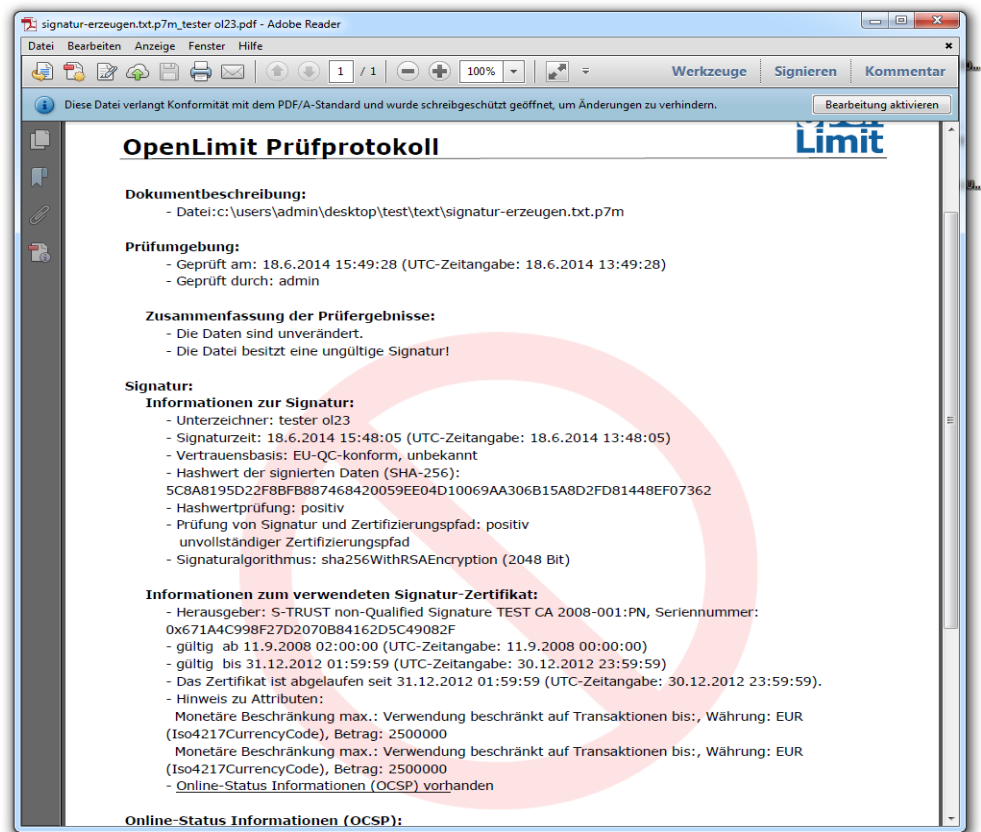 signatur-erzeugen.txt.p7m_tester ol23.pdf - Adobe Reader
Datei Bearbeiten Anzeige Fenster Hilfe
1 / 1 100% Werkzeuge Signieren Kommentar
Diese Datei verlangt Konformität mit dem PDF/A-Standard und wurde schreibgeschützt geöffnet, um Änderungen zu verhindern. Bearbeitung aktivieren
Limit
OpenLimit Prüfprotokoll
Dokumentbeschreibung:
- Datei:c:\users\admin\desktop\test\text\signatur-erzeugen.txt.p7m
Prüfumgebung:
- Geprüft am: 18.6.2014 15:49:28 (UTC-Zeitangabe: 18.6.2014 13:49:28)
- Geprüft durch: admin
Zusammenfassung der Prüfergebnisse:
- Die Daten sind unverändert.
- Die Datei besitzt eine ungültige Signatur!
Signatur:
Informationen zur Signatur:
- Unterzeichner: tester ol23
- Signaturzeit: 18.6.2014 15:48:05 (UTC-Zeitangabe: 18.6.2014 13:48:05)
- Vertrauensbasis: EU-QC-konform, unbekannt
- Hashwert der signierten Daten (SHA-256):
5C8A8195D22F8BFB887468420059EE04D10069AA306B15A8D2FD81448EF07362
- Hashwertprüfung: positiv
- Prüfung von Signatur und Zertifizierungspfad: positiv
unvollständiger Zertifizierungspfad
- Signaturalgorithmus: sha256WithRSAEncryption (2048 Bit)
Informationen zum verwendeten Signatur-Zertifikat:
- Herausgeber: S-TRUST non-Qualified Signature TEST CA 2008-001:PN, Seriennummer:
0x671A4C998F27D2070B84162D5C49082F
- gültig ab 11.9.2008 02:00:00 (UTC-Zeitangabe: 11.9.2008 00:00:00)
- gültig bis 31.12.2012 01:59:59 (UTC-Zeitangabe: 30.12.2012 23:59:59)
- Das Zertifikat ist abgelaufen seit 31.12.2012 01:59:59 (UTC-Zeitangabe: 30.12.2012 23:59:59).
- Hinweis zu Attributen:
Monetäre Beschränkung max.: Verwendung beschränkt auf Transaktionen bis:, Währung: EUR
(Iso4217CurrencyCode), Betrag: 2500000
Monetäre Beschränkung max.: Verwendung beschränkt auf Transaktionen bis:, Währung: EUR
(Iso4217CurrencyCode), Betrag: 2500000
- Online-Status Informationen (OCSP) vorhanden
Online-Status Informationen (OCSP):